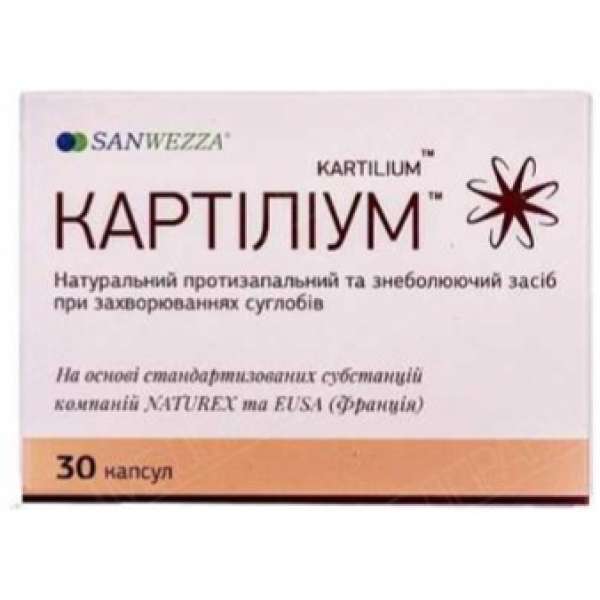 SANWEZZA®
KARTILIUM™
КАРТІЛІУМ™
Натуральний протизапальний та знеболюючий засіб
при захворюваннях суглобів
На основі стандартизованих субстанцій
компаній NATUREX та EUSA (Франція)
30 капсул